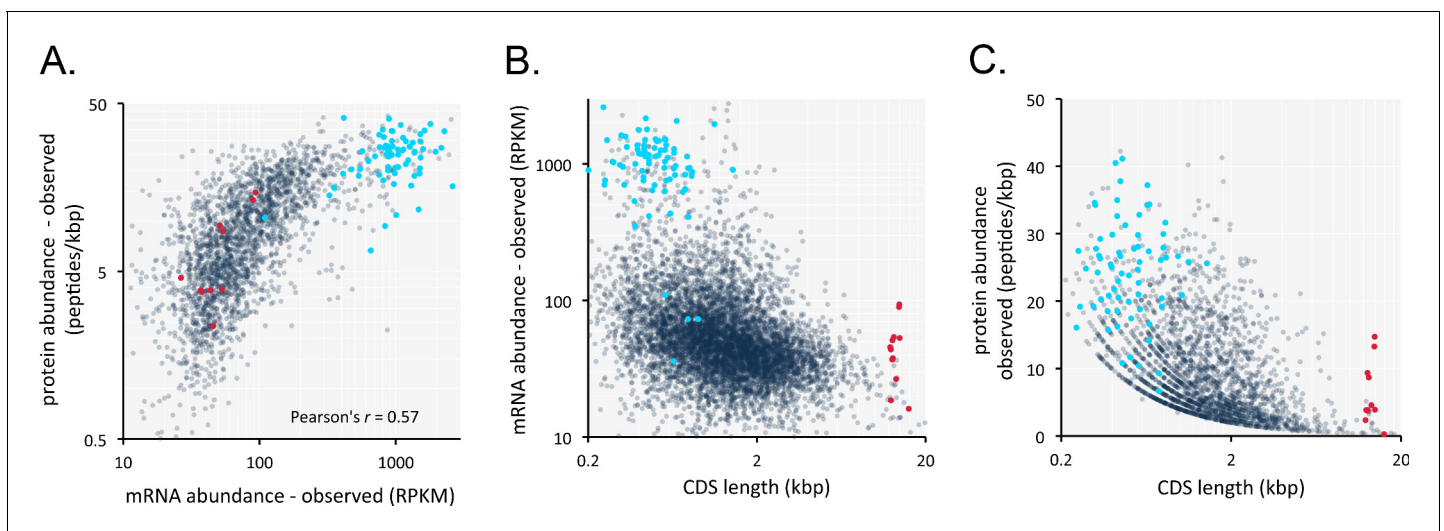 A.
protein abundance - observed
(peptides/kbp)
50
5
0.5
10
100
1000
Pearson's r = 0.57
mRNA abundance - observed (RPKM)
B.
mRNA abundance - observed (RPKM)
1000
100
10
0.2
2
20
CDS length (kbp)
C.
protein abundance
observed (peptides/kbp)
50
40
30
20
10
0
0.2
2
20
CDS length (kbp)